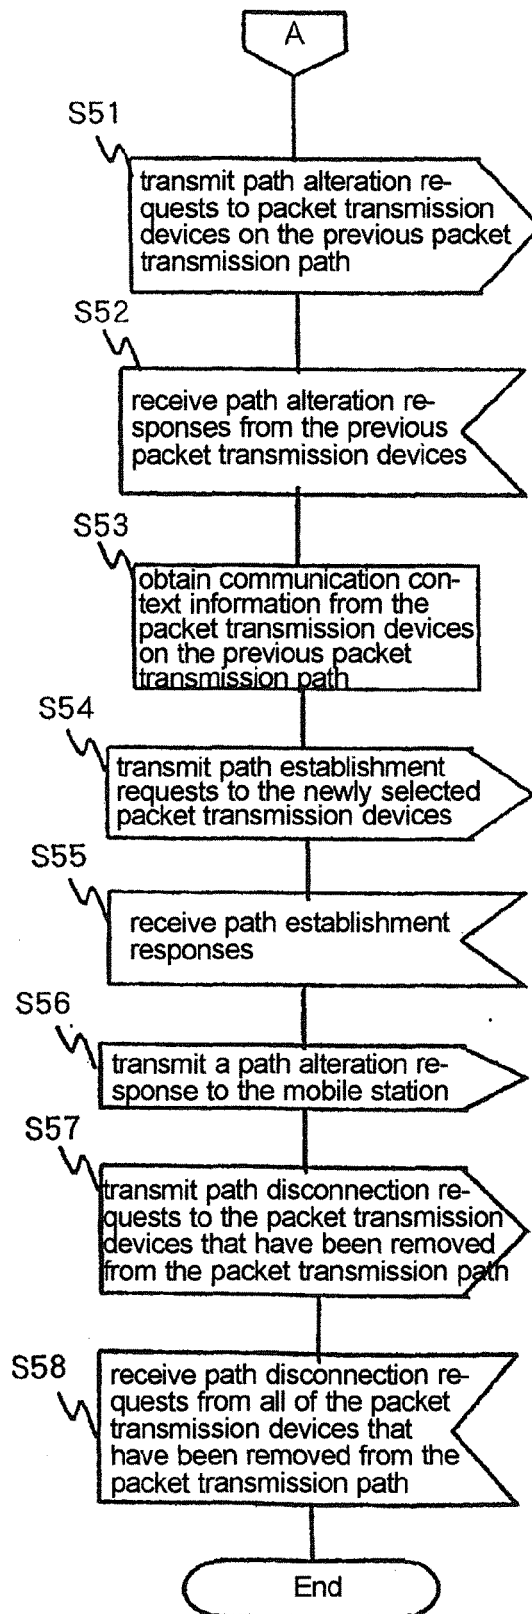 A
S51
transmit path alteration re-
quests to packet transmission
devices on the previous packet
transmission path
S52
receive path alteration re-
sponses from the previous
packet transmission devices
S53
obtain communication con-
text information from the
packet transmission devices
on the previous packet
transmission path
S54
transmit path establishment
requests to the newly selected
packet transmission devices
S55
receive path establishment
responses
S56
transmit a path alteration re-
sponse to the mobile station
S57
transmit path disconnection re-
quests to the packet transmission
devices that have been removed
from the packet transmission path
S58
receive path disconnection re-
quests from all of the packet
transmission devices that
have been removed from the
packet transmission path
End